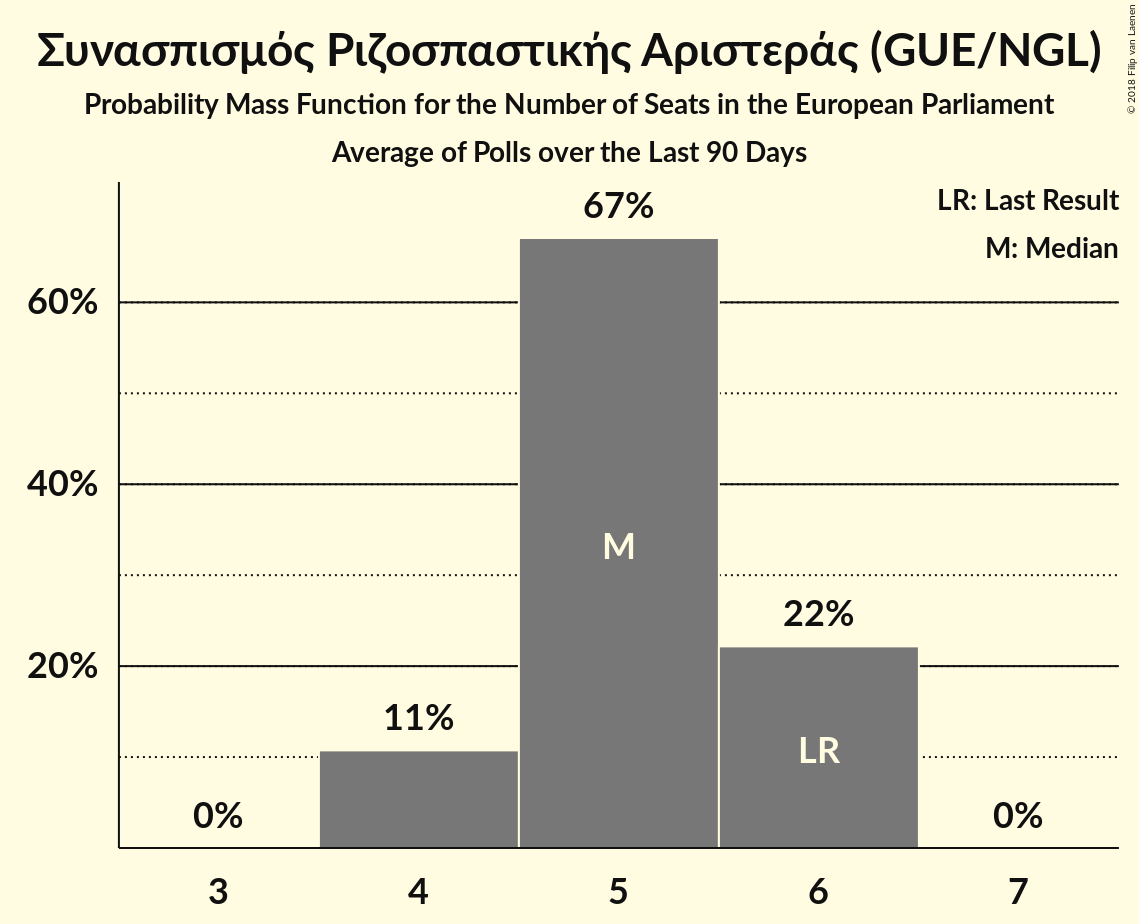 Συνασπισμός Ριζοσπαστικής Αριστεράς (GUE/NGL)
Probability Mass Function for the Number of Seats in the European Parliament
Average of Polls over the Last 90 Days
© 2018 Filip van Laenen
LR: Last Result
M: Median
67%
60%
40%
M
22%
20%
11%
LR
0%
0%
3
4
5
6
7